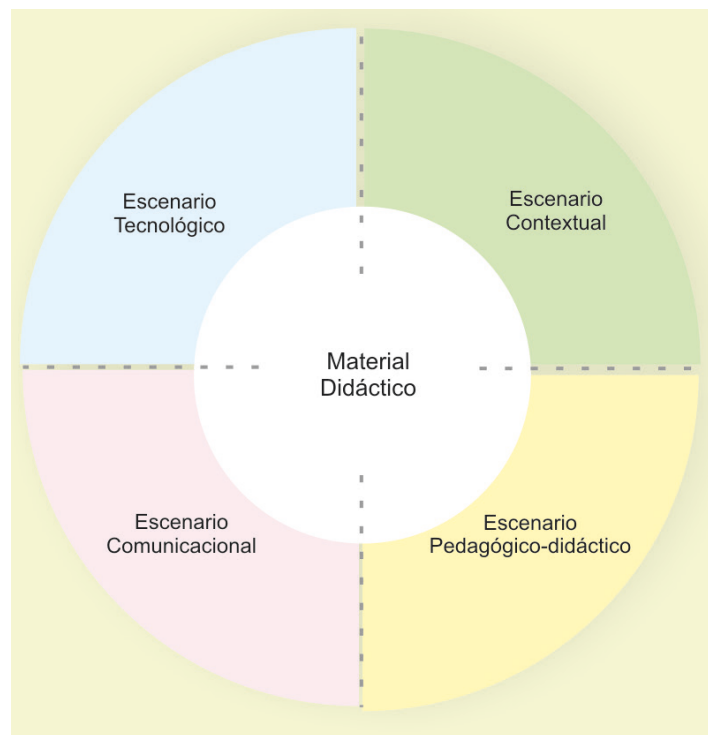 Escenario
Tecnológico
Escenario
Contextual
Material
Didáctico
Escenario
Comunicacional
Escenario
Pedagógico-didáctico